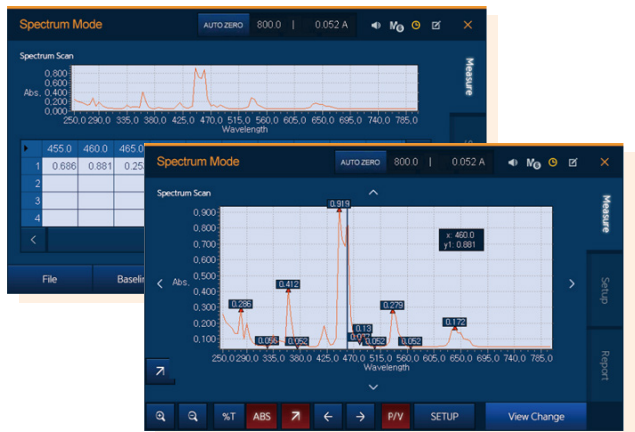 Spectrum Mode
AUTO ZERO 800.0 | 0.052 A
Spectrum Scan
Measure
0.800
0.600
Abs. 0.400
0.200
0.000
250.0 290.0 335.0 380.0 425.0 470.0 515.0 560.0 605.0 650.0 695.0 740.0 785.0
Wavelength
455.0 460.0 465.0
1 0.686 0.881
2
3
4
File
Spectrum Mode
AUTO ZERO 800.0 | 0.052 A
Spectrum Scan
Measure
Setup
Report
0.919
x: 460.0
y1: 0.881
0.412
0.286
0.279
0.172
0.13
0.056
0.052
0.052
0.052
0.900
0.800
0.700
0.600
Abs. 0.500
0.400
0.300
0.200
0.100
250.0 290.0 335.0 380.0 425.0 470.0 515.0 560.0 605.0 650.0 695.0 740.0 785.0
Wavelength
%T ABS P/V SETUP View Change